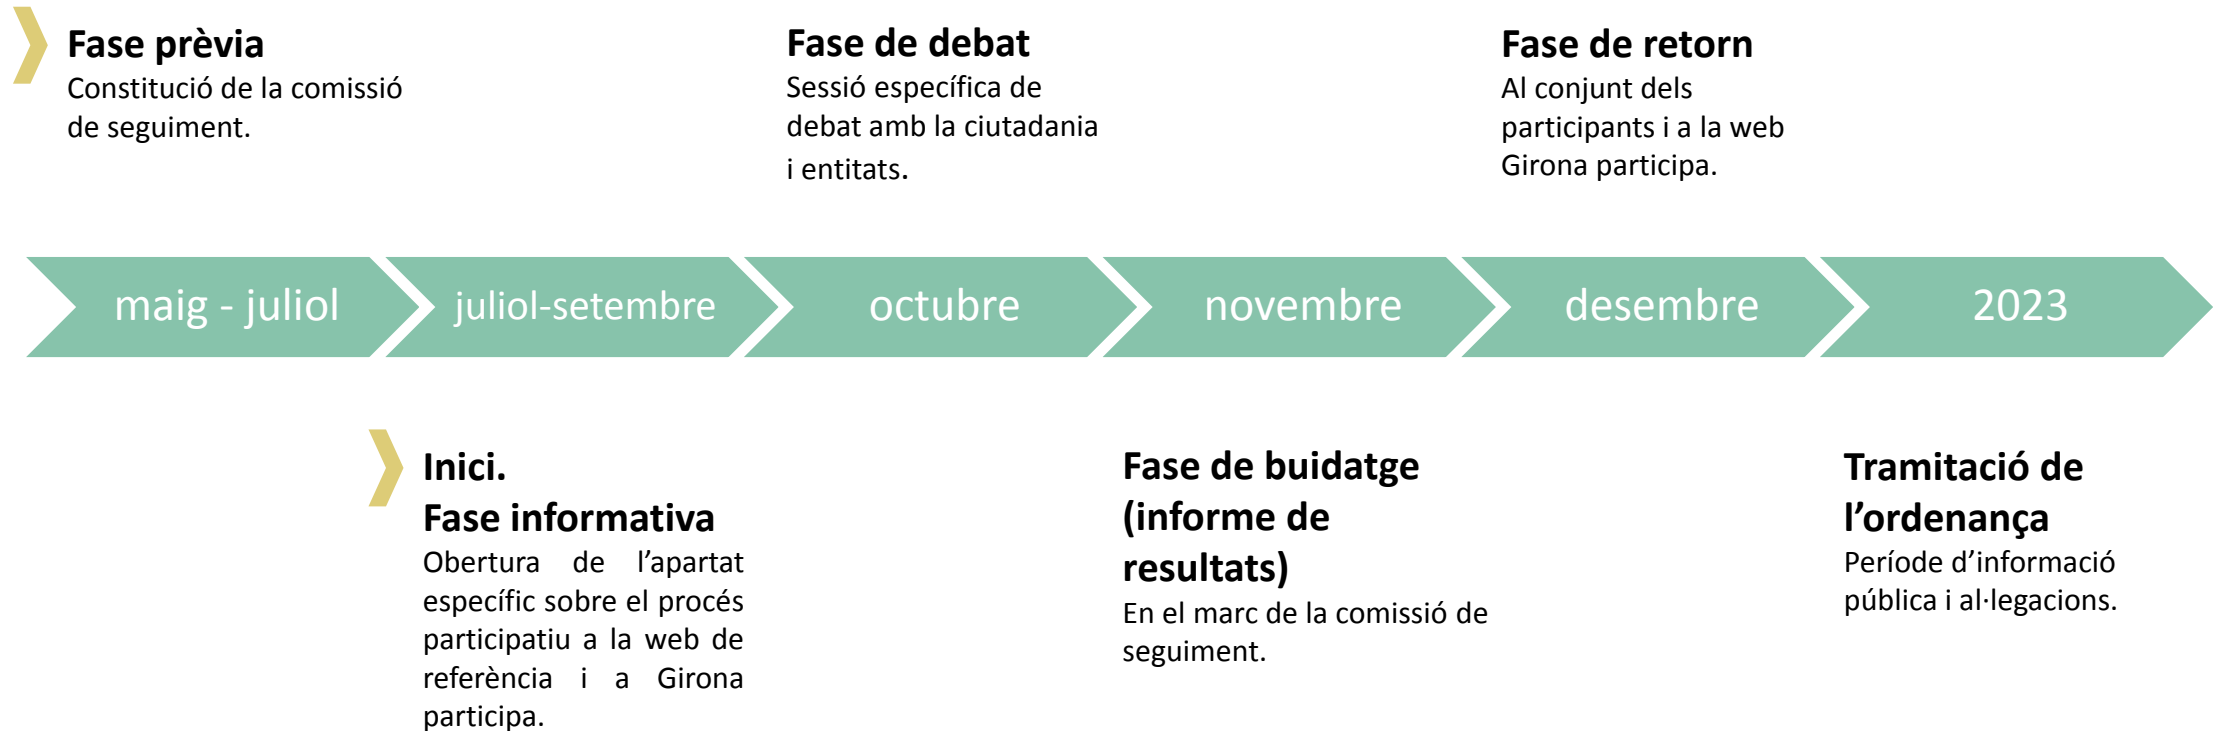 Fase prèvia
Constitució de la comissió
de seguiment.
Fase de debat
Sessió específica de
debat amb la ciutadania
i entitats.
Fase de retorn
Al conjunt dels
participants i a la web
Girona participa.
maig - juliol
juliol-setembre
octubre
novembre
desembre
2023
Inici.
Fase informativa
Obertura de l’apartat
específic sobre el procés
participatiu a la web de
referència i a Girona
participa.
Fase de buidatge
(informe de
resultats)
En el marc de la comissió de
seguiment.
Tramitació de
l’ordenança
Període d’informació
pública i al·legacions.